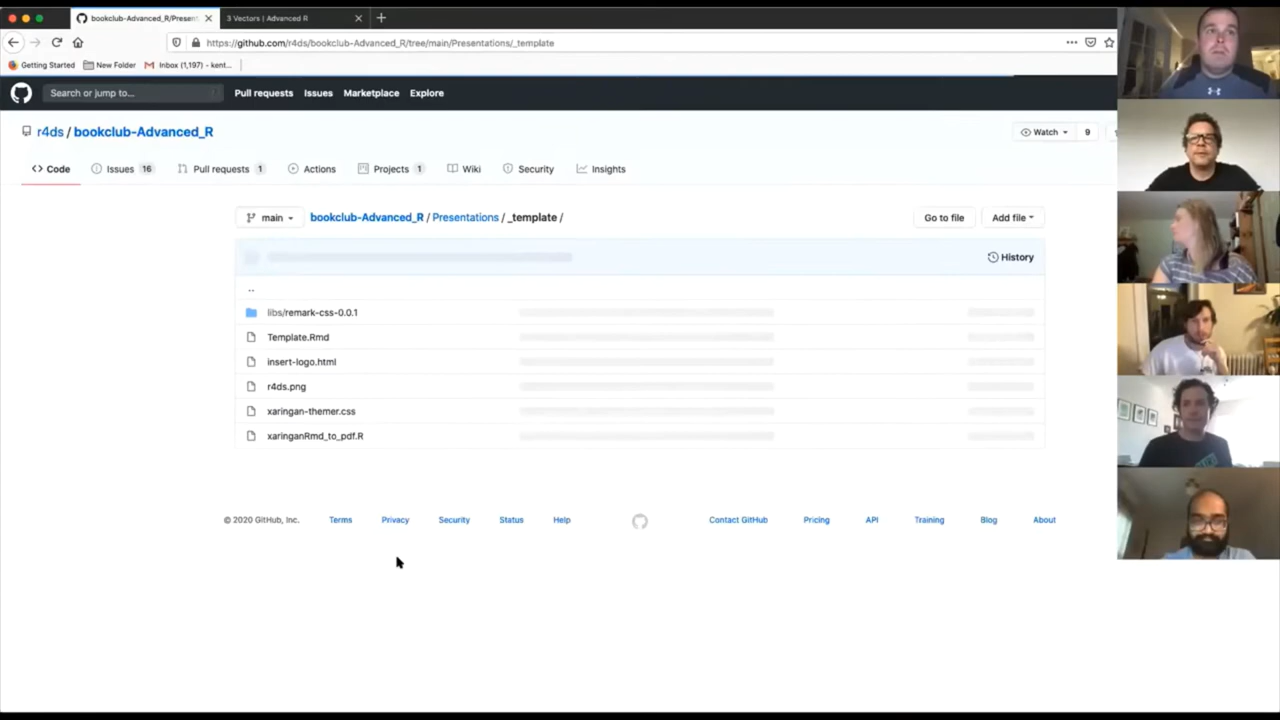 bookclub-Advanced_R/Present
3 Vectors | Advanced R
https://github.com/r4ds/bookclub-Advanced_R/tree/main/Presentations/_template
Getting Started New Folder Inbox (1,197) - kent...
Search or jump to... Pull requests Issues Marketplace Explore
r4ds / bookclub-Advanced_R Watch 9
Code Issues 16 Pull requests 1 Actions Projects 1 Wiki Security Insights
main bookclub-Advanced_R / Presentations / _template / Go to file Add file
History
..
libs/remark-css-0.0.1
Template.Rmd
insert-logo.html
r4ds.png
xaringan-themer.css
xaringanRmd_to_pdf.R
© 2020 GitHub, Inc. Terms Privacy Security Status Help Contact GitHub Pricing API Training Blog About